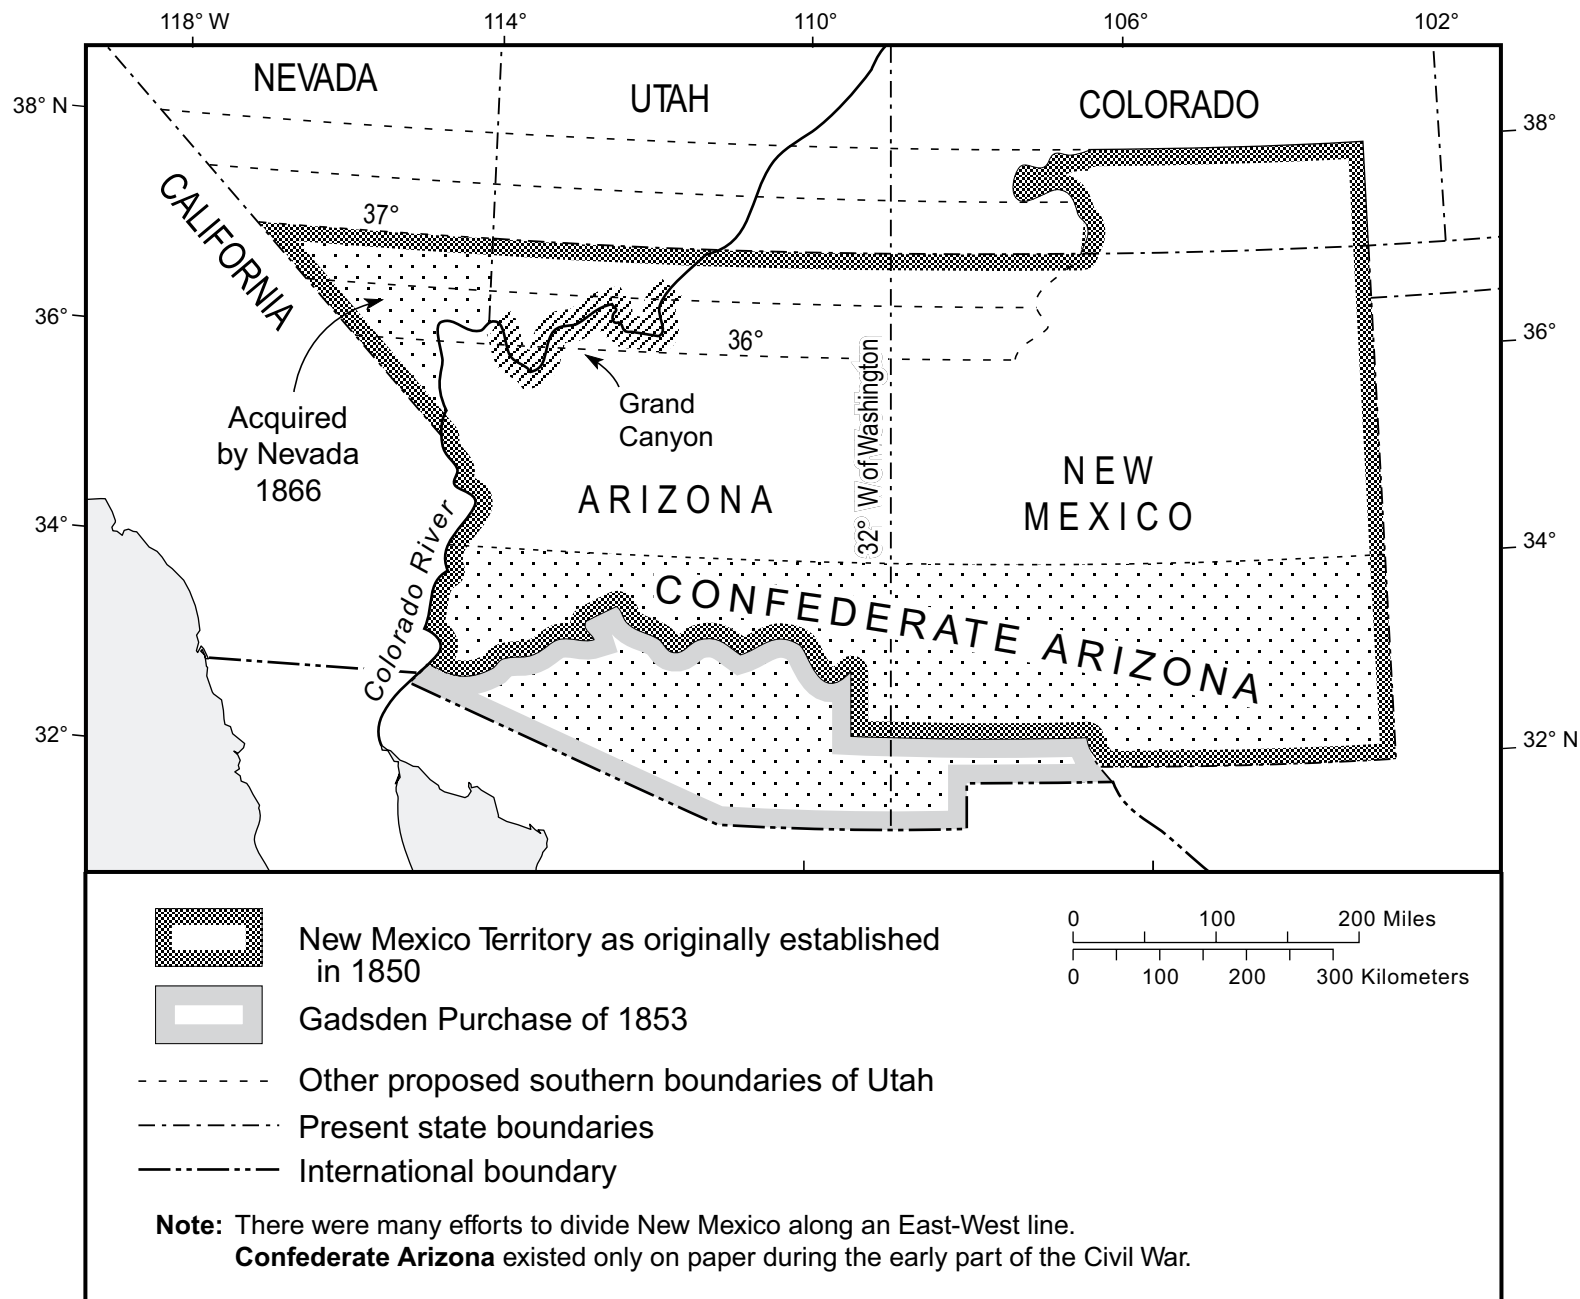 118° W 114° 110° 106° 102°
NEVADA
UTAH
COLORADO
38° N
38°
CALIFORNIA
37°
36°
36°
36°
32° W of Washington
Grand
Canyon
Acquired
by Nevada
1866
NEW
MEXICO
ARIZONA
34°
34°
Colorado River
CONFEDERATE ARIZONA
32°
32° N
New Mexico Territory as originally established
in 1850
0 100 200 Miles
0 100 200 300 Kilometers
Gadsden Purchase of 1853
Other proposed southern boundaries of Utah
Present state boundaries
International boundary
Note: There were many efforts to divide New Mexico along an East-West line.
Confederate Arizona existed only on paper during the early part of the Civil War.